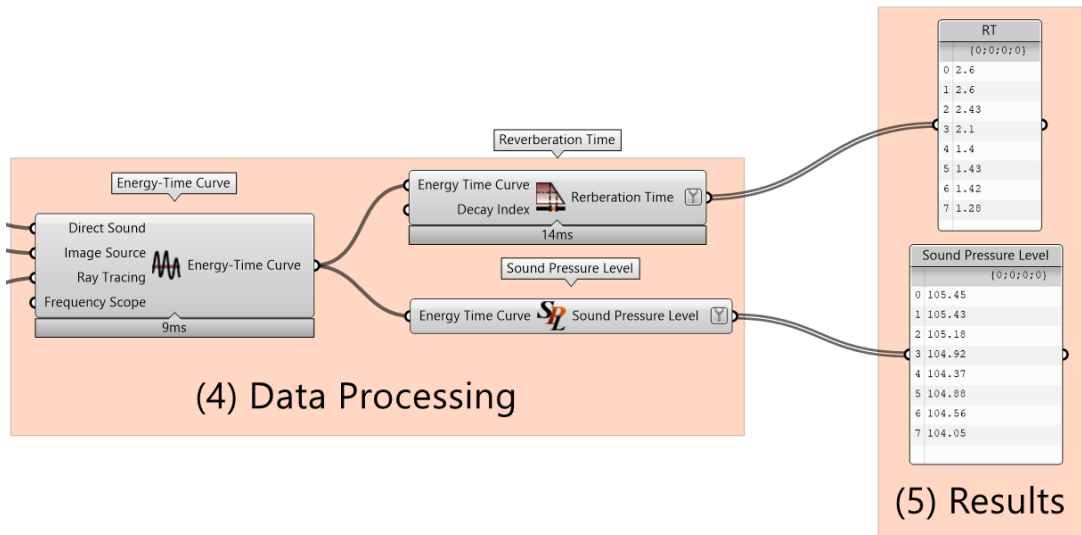 Energy-Time Curve
Direct Sound
Image Source
Ray Tracing
Frequency Scope
Energy-Time Curve
9ms
Reverberation Time
Energy Time Curve
Decay Index
Rerberation Time
14ms
Sound Pressure Level
Energy Time Curve
SPL
Sound Pressure Level
(4) Data Processing
RT
{0;0;0;0}
0 2.6
1 2.6
2 2.43
3 2.1
4 1.4
5 1.43
6 1.42
7 1.28
Sound Pressure Level
{0;0;0;0}
0 105.45
1 105.43
2 105.18
3 104.92
4 104.37
5 104.88
6 104.56
7 104.05
(5) Results